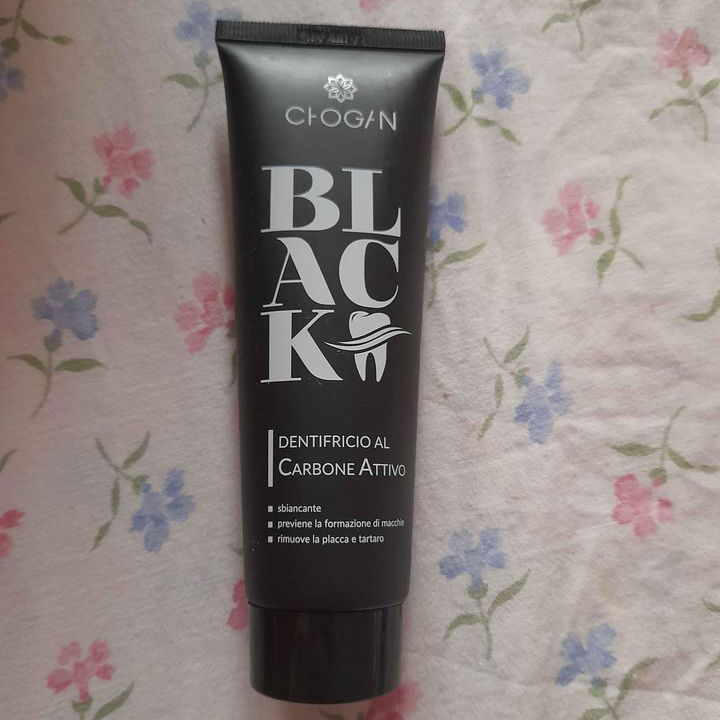 CHOGAN
BL
AC
K
DENTIFRICIO AL
CARBONE ATTIVO
sbiancante
previene la formazione di macchie
rimuove la placca e tartaro